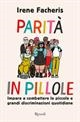 Irene Facheris
PARITÀ
IN PILLOLE
Impara a combattere le piccole e
grandi discriminazioni quotidiane
Rizzoli